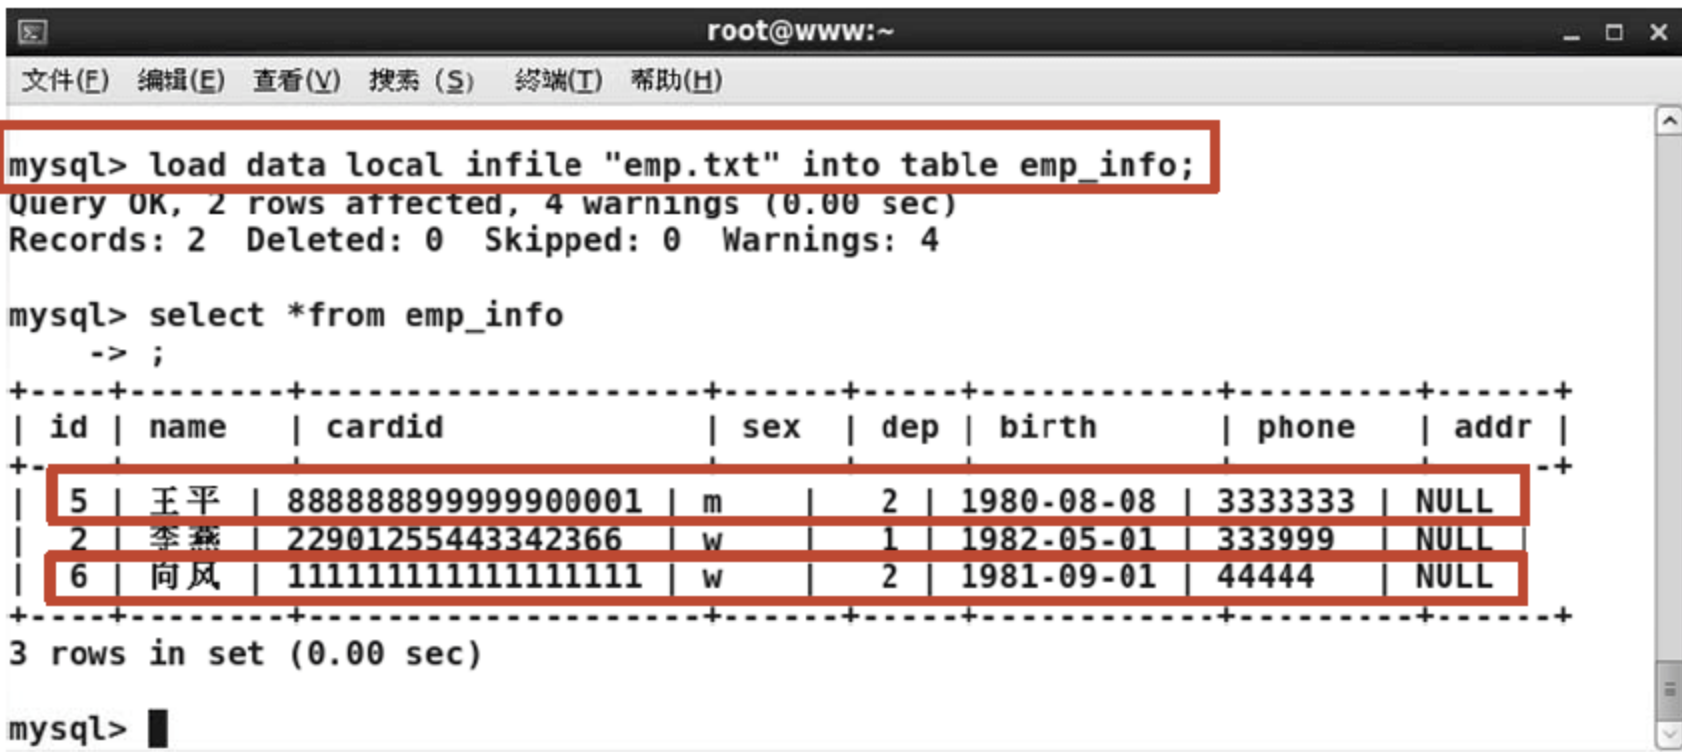 root@www:~
文件(F) 编辑(E) 查看(V) 搜索 (S) 终端(T) 帮助(H)
mysql> load data local infile "emp.txt" into table emp_info;
Query OK, 2 rows affected, 4 warnings (0.00 sec)
Records: 2  Deleted: 0  Skipped: 0  Warnings: 4
mysql> select *from emp_info
    -> ;
+----+--------+--------------------+------+-----+------------+---------+------+
| id | name   | cardid             | sex  | dep | birth      | phone   | addr |
+----+--------+--------------------+------+-----+------------+---------+------+
|  5 | 王平 | 888888899999900001 | m    |   2 | 1980-08-08 | 3333333 | NULL
|  2 | 李燕 | 22901255443342366  | w    |   1 | 1982-05-01 | 333999  | NULL |
|  6 | 向风 | 111111111111111111 | w    |   2 | 1981-09-01 | 44444   | NULL
+----+--------+--------------------+------+-----+------------+---------+------+
3 rows in set (0.00 sec)
mysql>